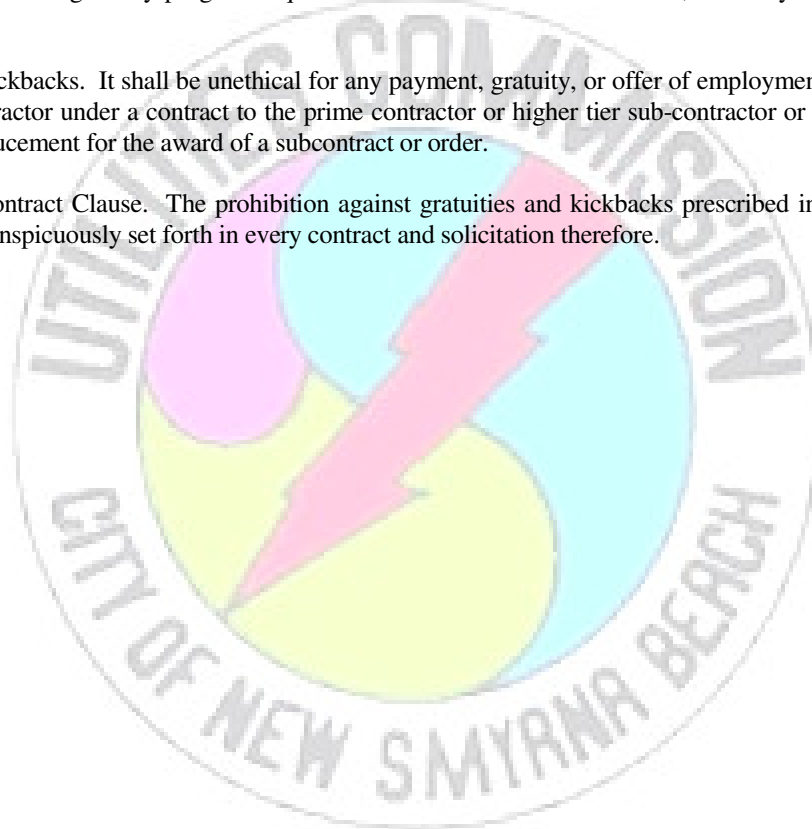 ckbacks. It shall be unethical for any payment, gratuity, or offer of employmen
ractor under a contract to the prime contractor or higher tier sub-contractor or
ucement for the award of a subcontract or order.
ontract Clause. The prohibition against gratuities and kickbacks prescribed in
nspicuously set forth in every contract and solicitation therefore.
UTILITIES COMMISSION
CITY OF NEW SMYRNA BEACH